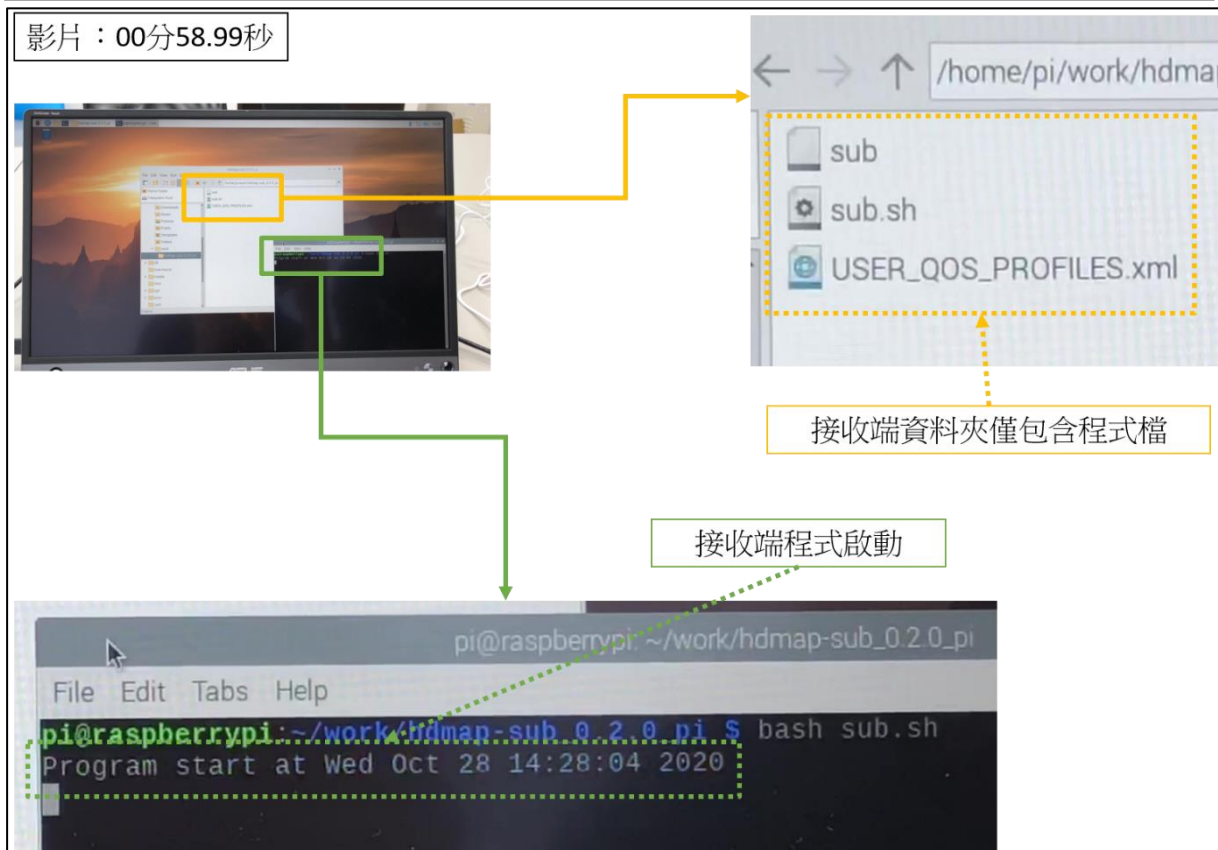 影片：00分58.99秒
/home/pi/work/hdma
sub
sub.sh
USER_QOS_PROFILES.xml
接收端資料夾僅包含程式檔
接收端程式啟動
pi@raspberrypi: ~/work/hdmap-sub_0.2.0_pi
File Edit Tabs Help
pi@raspberrypi:~/work/hdmap-sub_0.2.0_pi $ bash sub.sh
Program start at Wed Oct 28 14:28:04 2020